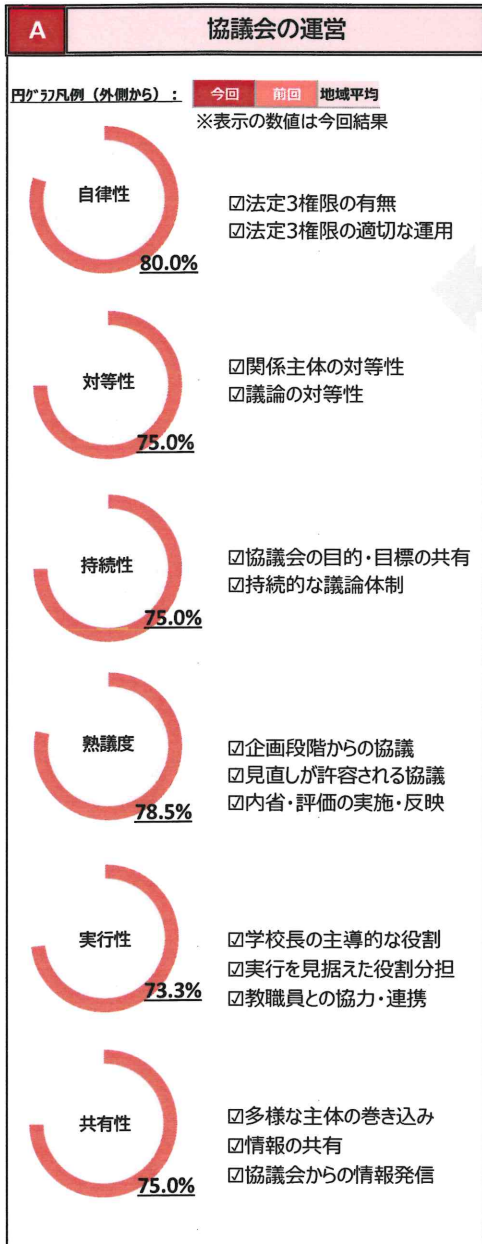 A 協議会の運営
円グラフ凡例（外側から）： 今回 前回 地域平均
※表示の数値は今回結果
自律性
80.0%
☑法定3権限の有無
☑法定3権限の適切な運用
対等性
75.0%
☑関係主体の対等性
☑議論の対等性
持続性
75.0%
☑協議会の目的・目標の共有
☑持続的な議論体制
熟議度
78.5%
☑企画段階からの協議
☑見直しが許容される協議
☑内省・評価の実施・反映
実行性
73.3%
☑学校長の主導的な役割
☑実行を見据えた役割分担
☑教職員との協力・連携
共有性
75.0%
☑多様な主体の巻き込み
☑情報の共有
☑協議会からの情報発信